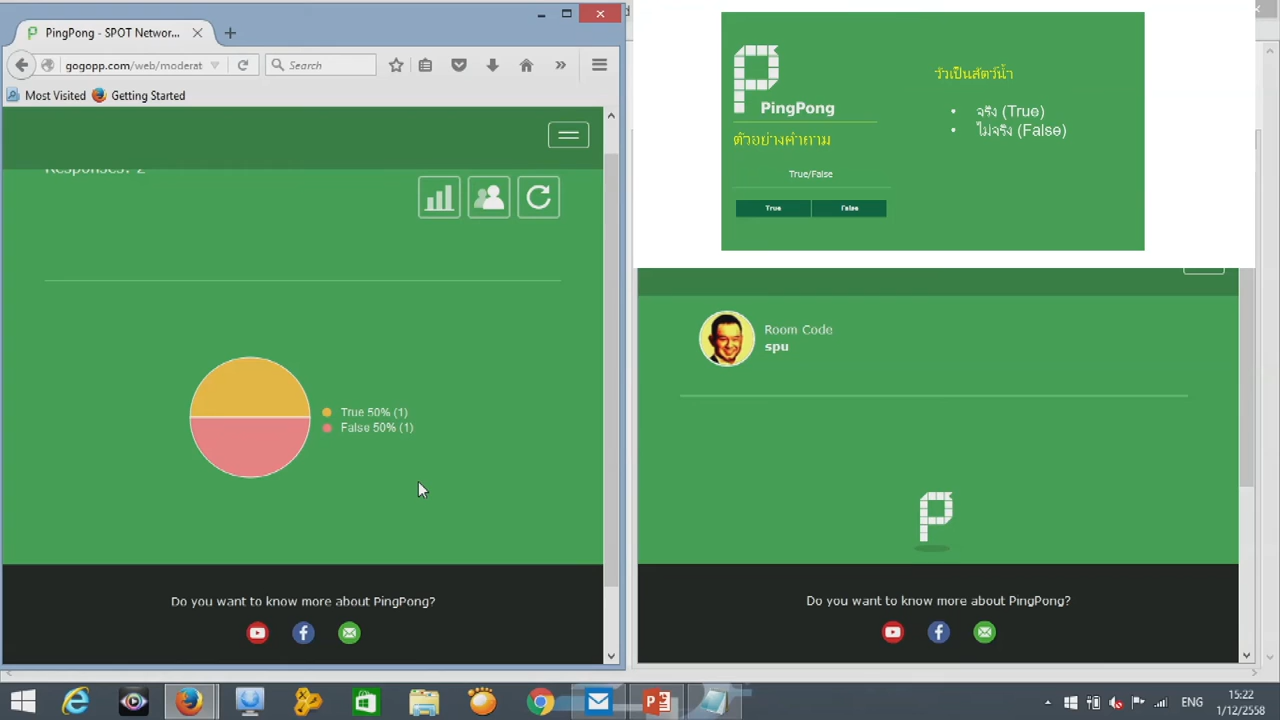 PingPong - SPOT Networ...
gogopp.com/web/moderat
Search
Most Visited
Getting Started
Responses: 2
True 50% (1)
False 50% (1)
Do you want to know more about PingPong?
PingPong
ตัวอย่างคำถาม
True/False
True
False
วัวเป็นสัตว์น้ำ
• จริง (True)
• ไม่จริง (False)
Room Code
spu
Do you want to know more about PingPong?
ENG
15:22
1/12/2558